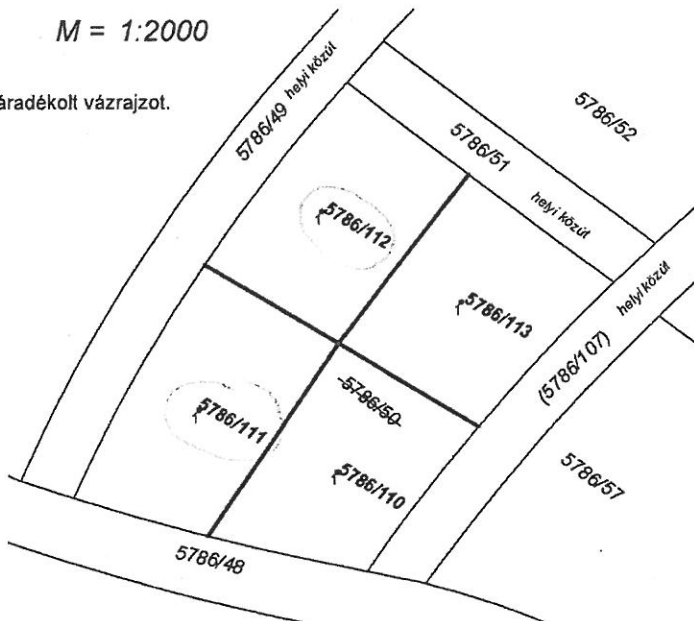 M = 1:2000
áradékolt vázrajzot.
5786/49 helyi közút
5786/52
5786/51 helyi közút
5786/112
5786/113
helyi közút
(5786/107)
5786/50
5786/111
5786/110
5786/57
5786/48